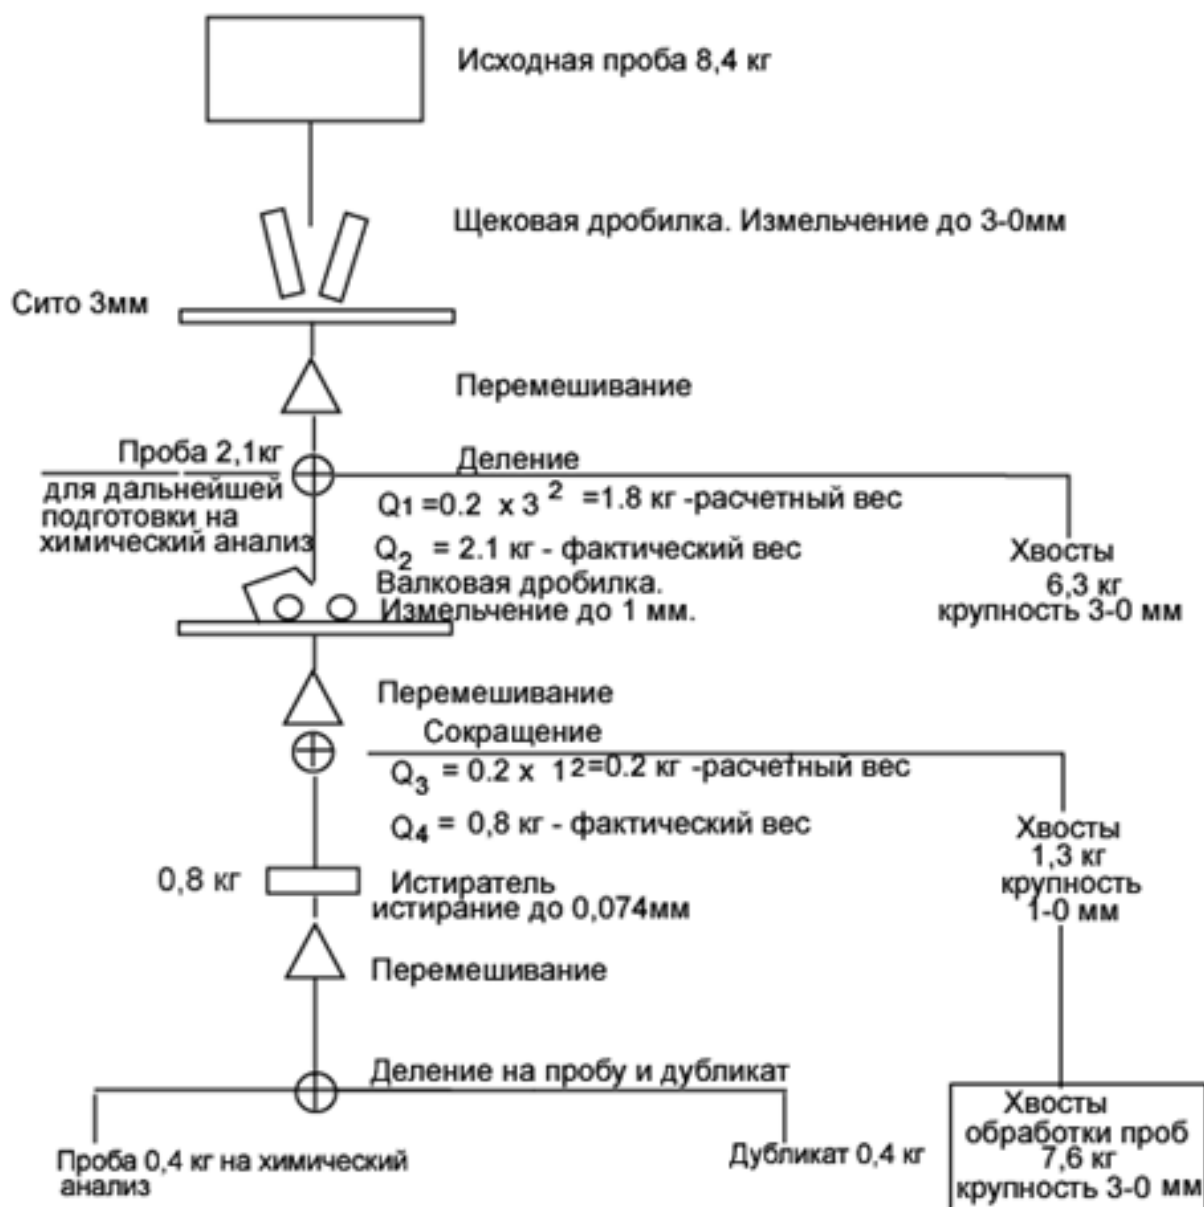 Исходная проба 8,4 кг
Щековая дробилка. Измельчение до 3-0мм
Сито 3мм
Перемешивание
Проба 2,1кг
для дальнейшей
подготовки на
химический анализ
Деление
Q1 =0.2 x 3 2 =1.8 кг -расчетный вес
Q2 = 2.1 кг - фактический вес
Хвосты
6,3 кг
крупность 3-0 мм
Валковая дробилка.
Измельчение до 1 мм.
Перемешивание
Сокращение
Q3 = 0.2 x 1 2=0.2 кг -расчетный вес
Q4 = 0,8 кг - фактический вес
Хвосты
1,3 кг
крупность
1-0 мм
0,8 кг
Истиратель
истирание до 0,074мм
Перемешивание
Деление на пробу и дубликат
Проба 0,4 кг на химический
анализ
Дубликат 0,4 кг
Хвосты
обработки проб
7,6 кг
крупность 3-0 мм